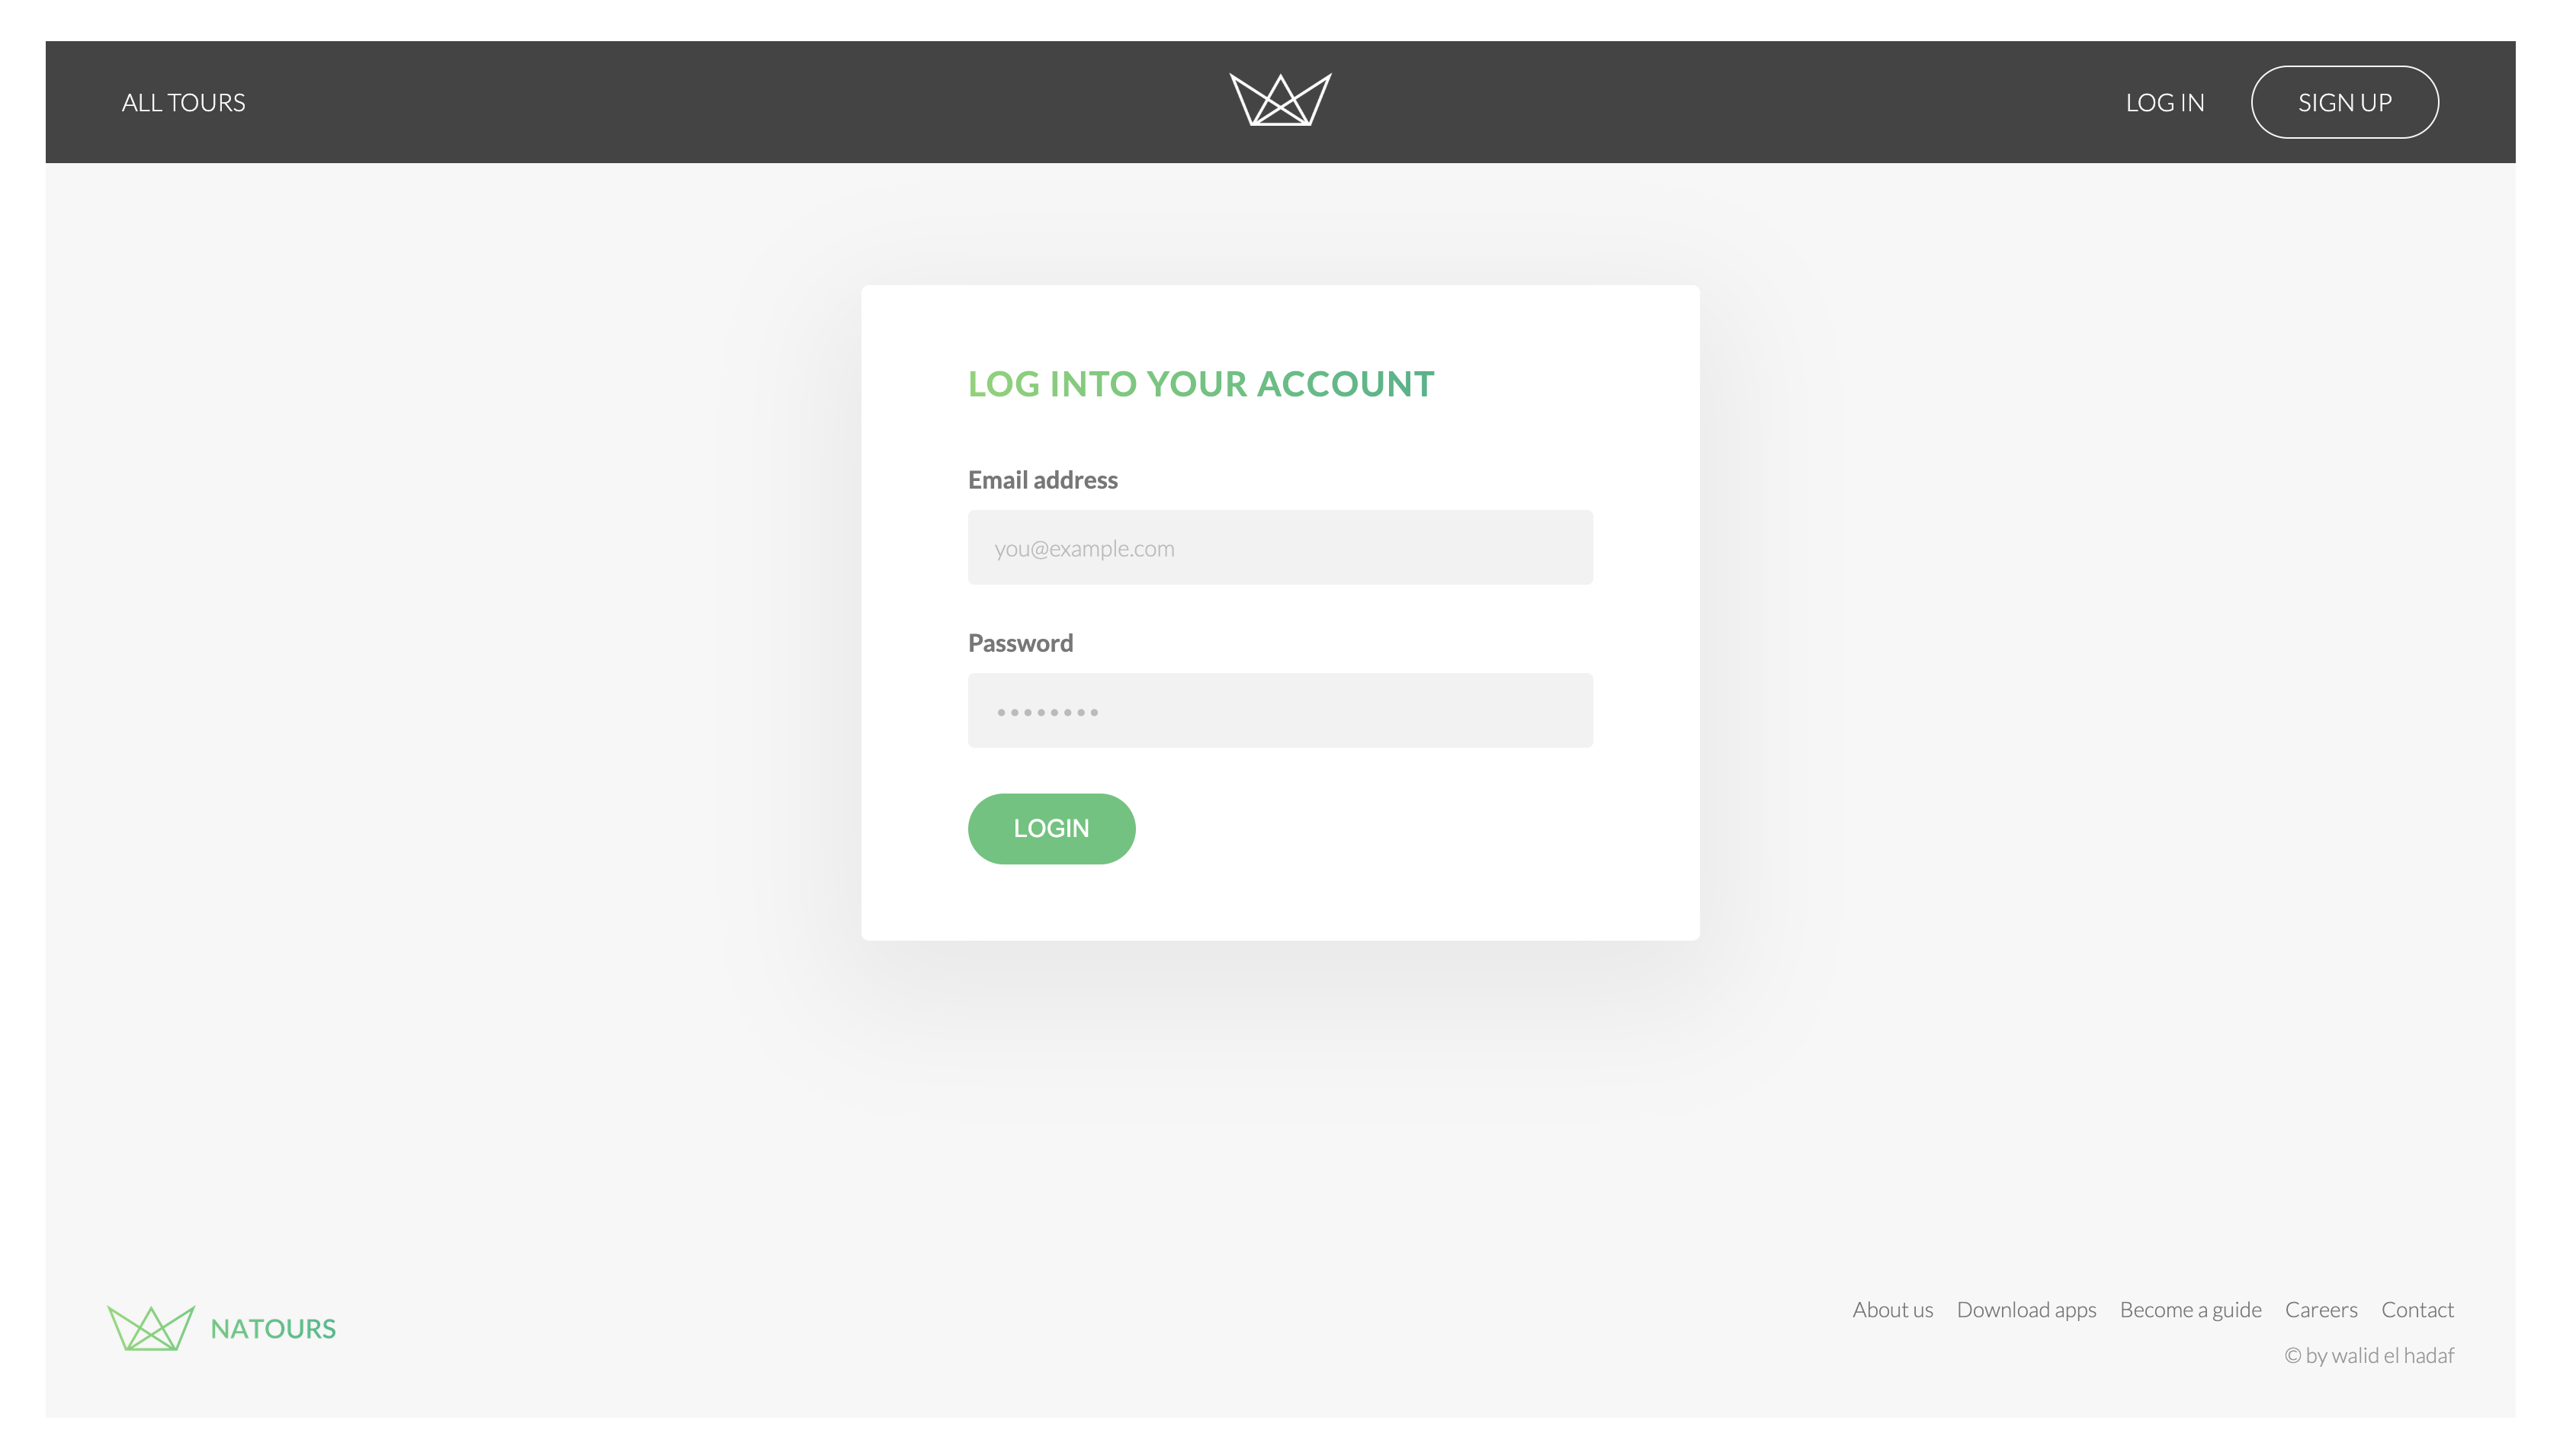 ALL TOURS
LOG IN
SIGN UP
LOG INTO YOUR ACCOUNT
Email address
you@example.com
Password
••••••••
LOGIN
NATOURS
About us Download apps Become a guide Careers Contact
© by walid el hadaf